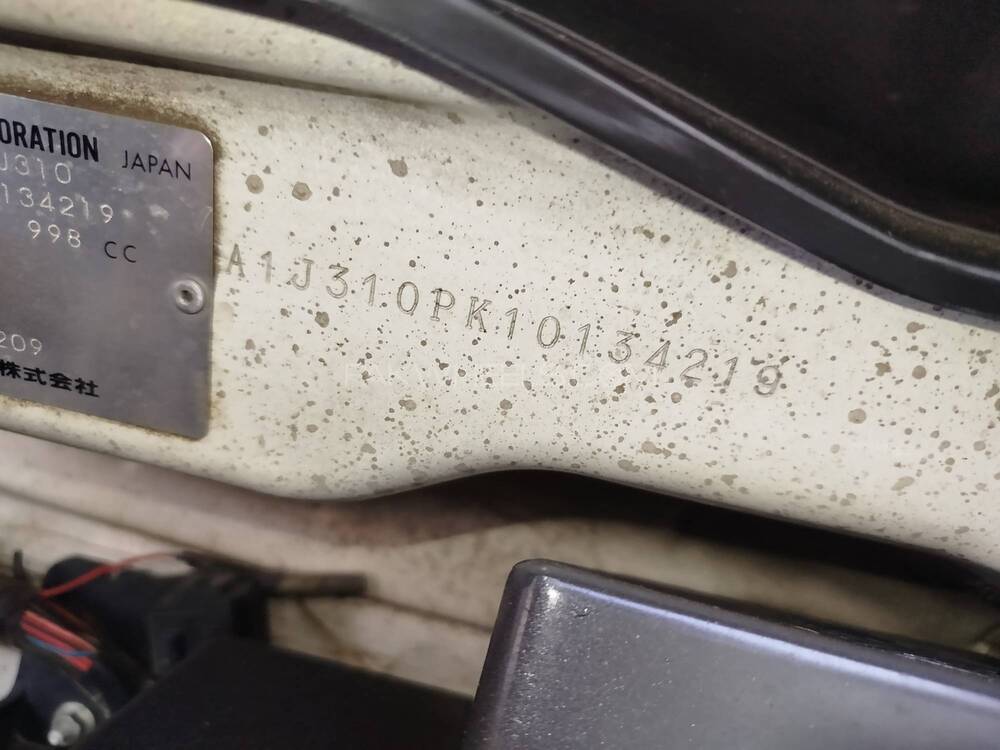 ORATION JAPAN
J310
134219
998 CC
209
株式会社
A1J310PK10134219